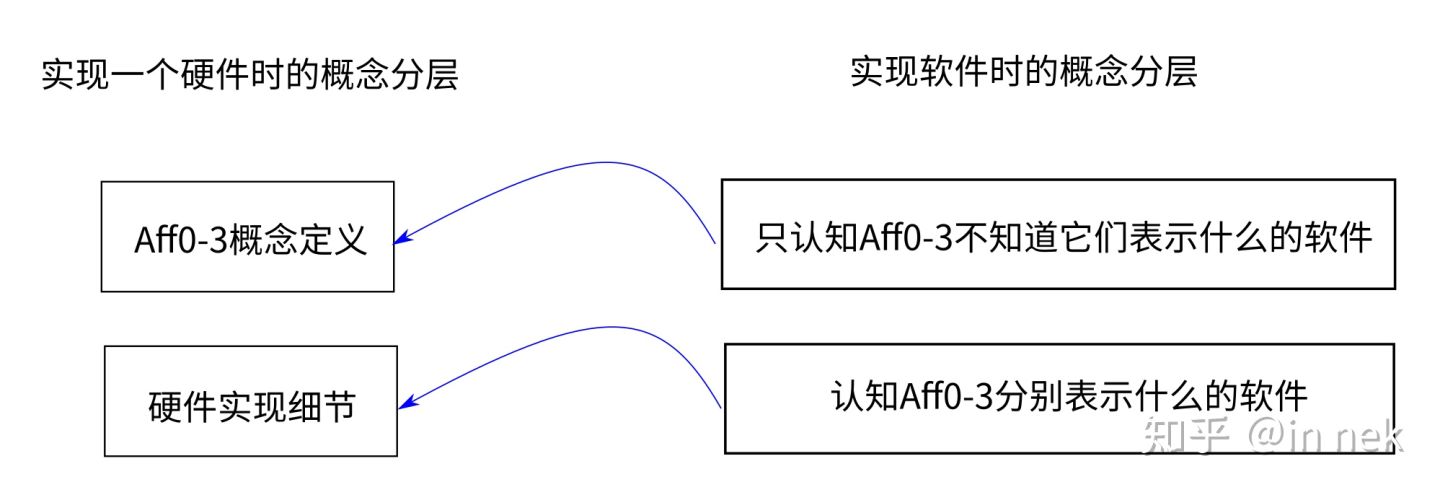 实现一个硬件时的概念分层
实现软件时的概念分层
Aff0-3概念定义
只认知Aff0-3不知道它们表示什么的软件
硬件实现细节
认知Aff0-3分别表示什么的软件
知乎 @in nek